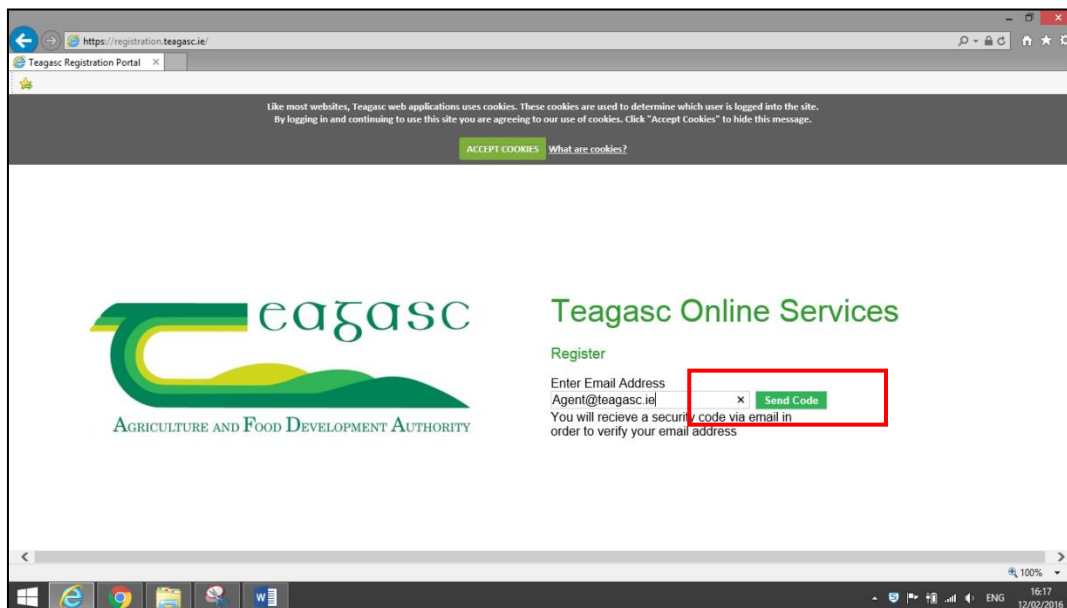 https://registration.teagasc.ie/
Teagasc Registration Portal
Like most websites, Teagasc web applications uses cookies. These cookies are used to determine which user is logged into the site.
By logging in and continuing to use this site you are agreeing to our use of cookies. Click "Accept Cookies" to hide this message.
ACCEPT COOKIES What are cookies?
Teagasc
AGRICULTURE AND FOOD DEVELOPMENT AUTHORITY
Teagasc Online Services
Register
Enter Email Address
Agent@teagasc.ie
Send Code
You will recieve a security code via email in
order to verify your email address
100%
ENG
16:17
12/02/2016